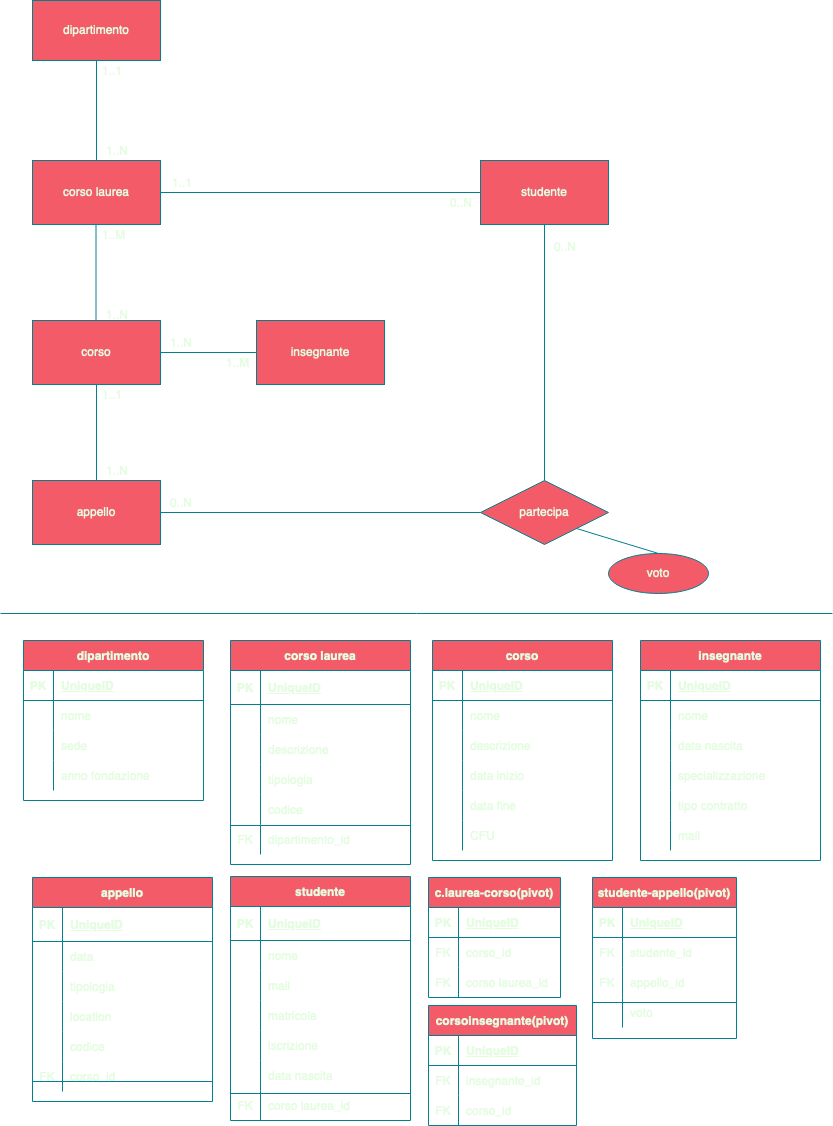 dipartimento
1..1
1..N
corso laurea
1..1
studente
0..N
1..M
0..N
1..N
corso
1..N
insegnante
1..M
1..1
1..N
appello
0..N
partecipa
voto
dipartimento
PK UniqueID
nome
sede
anno fondazione
corso laurea
PK UniqueID
nome
descrizione
tipologia
codice
FK dipartimento_id
corso
PK UniqueID
nome
descrizione
data inizip
data fine
CFU
insegnante
PK UniqueID
nome
data nascita
specializzazione
tipo contratto
mail
appello
PK UniqueID
data
tipologia
location
codice
FK corso_id
studente
PK UniqueID
nome
mail
matricola
iscrizione
data nascita
FK corso laurea_id
c.laurea-corso(pivot)
PK UniqueID
FK corso_id
FK corso laurea_id
studente-appello(pivot)
PK UniqueID
FK studente_id
FK appello_id
voto
corsoinsegnante(pivot)
PK UniqueID
FK insegnante_id
FK corso_id